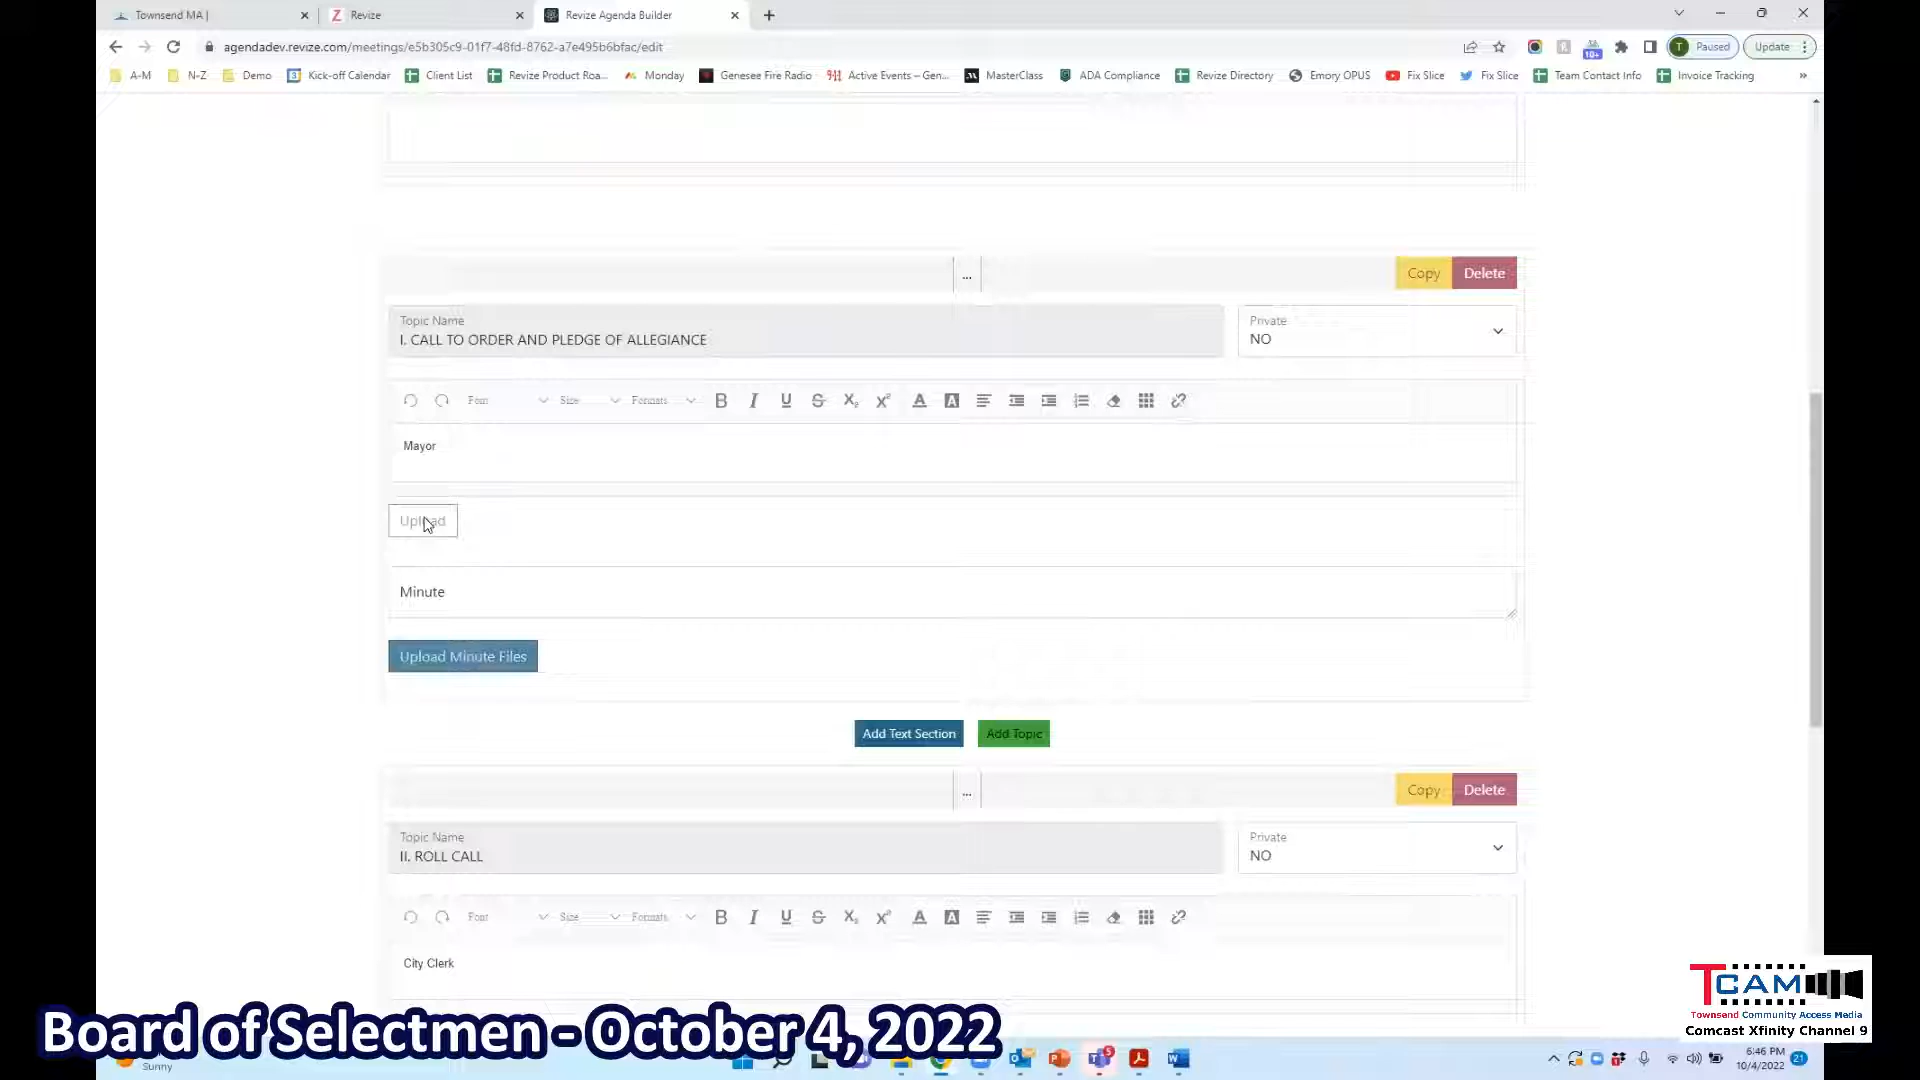 Townsend MA |
Revize
Revize Agenda Builder
agendadev.revize.com/meetings/e5b305c9-01f7-48fd-8762-a7e495b6bfac/edit
10+
T Paused
Update
A-M
N-Z
Demo
Kick-off Calendar
Client List
Revize Product Roa...
Monday
Genesee Fire Radio
Active Events – Gen...
MasterClass
ADA Compliance
Revize Directory
Emory OPUS
Fix Slice
Fix Slice
Team Contact Info
Invoice Tracking
»
...
Copy
Delete
Topic Name
I. CALL TO ORDER AND PLEDGE OF ALLEGIANCE
Private
NO
Font
Size
Formats
Mayor
Upload
Minute
Upload Minute Files
Add Text Section
Add Topic
...
Copy
Delete
Topic Name
II. ROLL CALL
Private
NO
Font
Size
Formats
City Clerk
TCAM
Townsend Community Access Media
Comcast Xfinity Channel 9
Board of Selectmen - October 4, 2022
Sunny
5
6:46 PM
10/4/2022
21